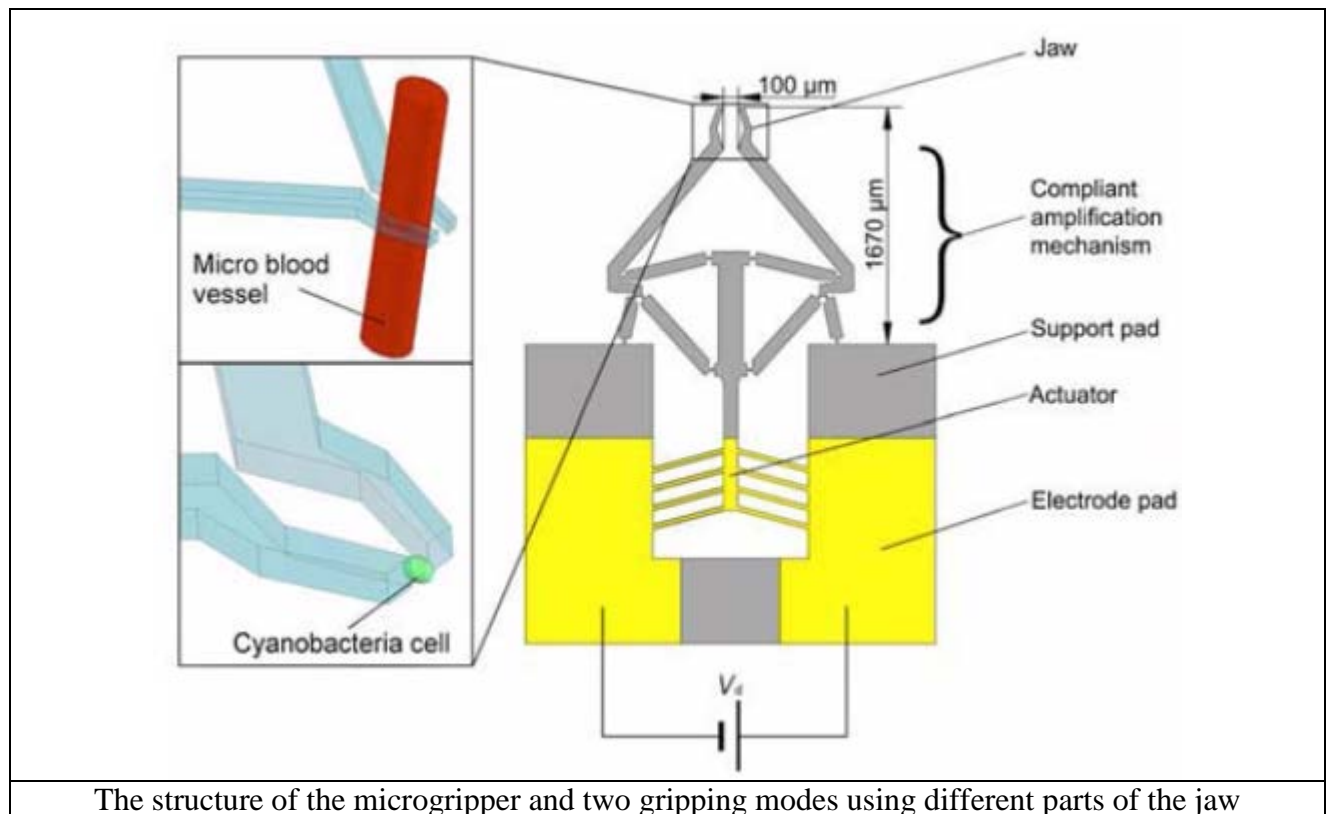 Jaw
100 µm
1670 µm
Compliant
amplification
mechanism
Micro blood
vessel
Support pad
Actuator
Electrode pad
Cyanobacteria cell
Vd
The structure of the microgripper and two gripping modes using different parts of the jaw